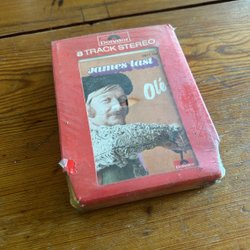 Polydor
8 TRACK STEREO
james last
Olé